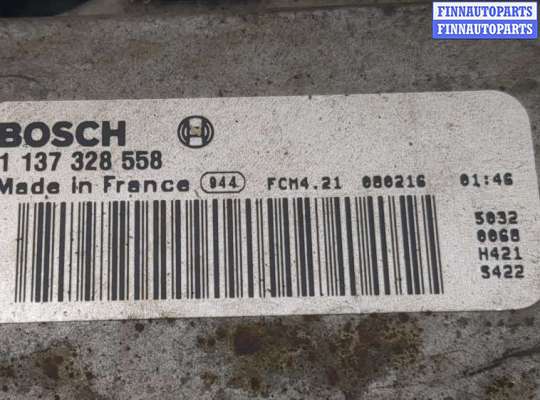 FINNAUTOPARTS
FINNAUTOPARTS
BOSCH
1 137 328 558
Made in France 944 FCM4.21 080216 01:46
5032
0068
H421
S422